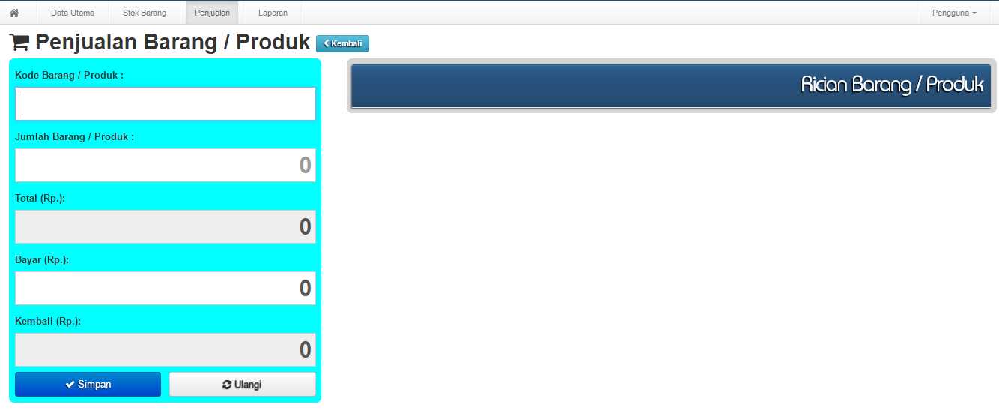 Data Utama Stok Barang Penjualan Laporan Pengguna
Penjualan Barang / Produk Kembali
Kode Barang / Produk :
Rician Barang / Produk
Jumlah Barang / Produk :
0
Total (Rp.):
0
Bayar (Rp.):
0
Kembali (Rp.):
0
Simpan Ulangi